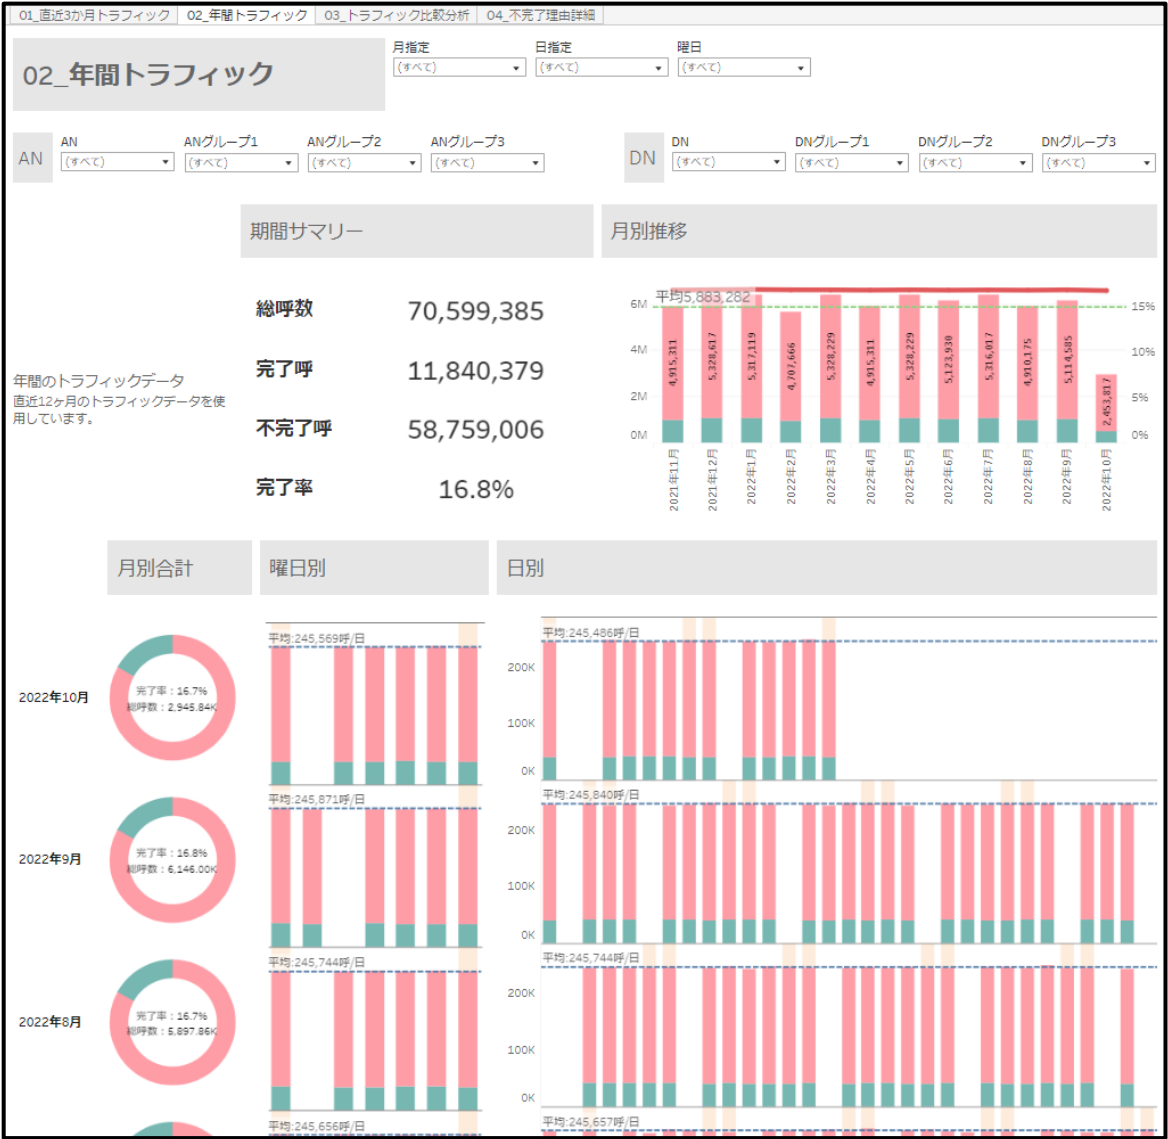 01_直近3か月トラフィック 02_年間トラフィック 03_トラフィック比較分析 04_不完了理由詳細
02_年間トラフィック
月指定 日指定 曜日
(すべて) (すべて) (すべて)
AN
AN ANグループ1 ANグループ2 ANグループ3
(すべて) (すべて) (すべて) (すべて)
DN
DN DNグループ1 DNグループ2 DNグループ3
(すべて) (すべて) (すべて) (すべて)
年間のトラフィックデータ
直近12ヶ月のトラフィックデータを使
用しています。
期間サマリー
総呼数 70,599,385
完了呼 11,840,379
不完了呼 58,759,006
完了率 16.8%
月別推移
平均5,883,282
6M
4M
2M
0M
15%
10%
5%
0%
4,915,311 5,328,617 5,317,119 4,707,666 5,328,229 4,915,311 5,328,229 5,123,930 5,316,017 4,910,175 5,114,585 2,453,817
2021年11月 2021年12月 2022年1月 2022年2月 2022年3月 2022年4月 2022年5月 2022年6月 2022年7月 2022年8月 2022年9月 2022年10月
月別合計 曜日別 日別
2022年10月
完了率：16.7%
総呼数：2,945.84K
平均:245,569呼/日
平均:245,486呼/日
200K
100K
0K
2022年9月
完了率：16.8%
総呼数：6,146.00K
平均:245,871呼/日
平均:245,840呼/日
200K
100K
0K
2022年8月
完了率：16.7%
総呼数：5,897.86K
平均:245,744呼/日
平均:245,744呼/日
200K
100K
0K
平均:245,656呼/日
平均:245,657呼/日